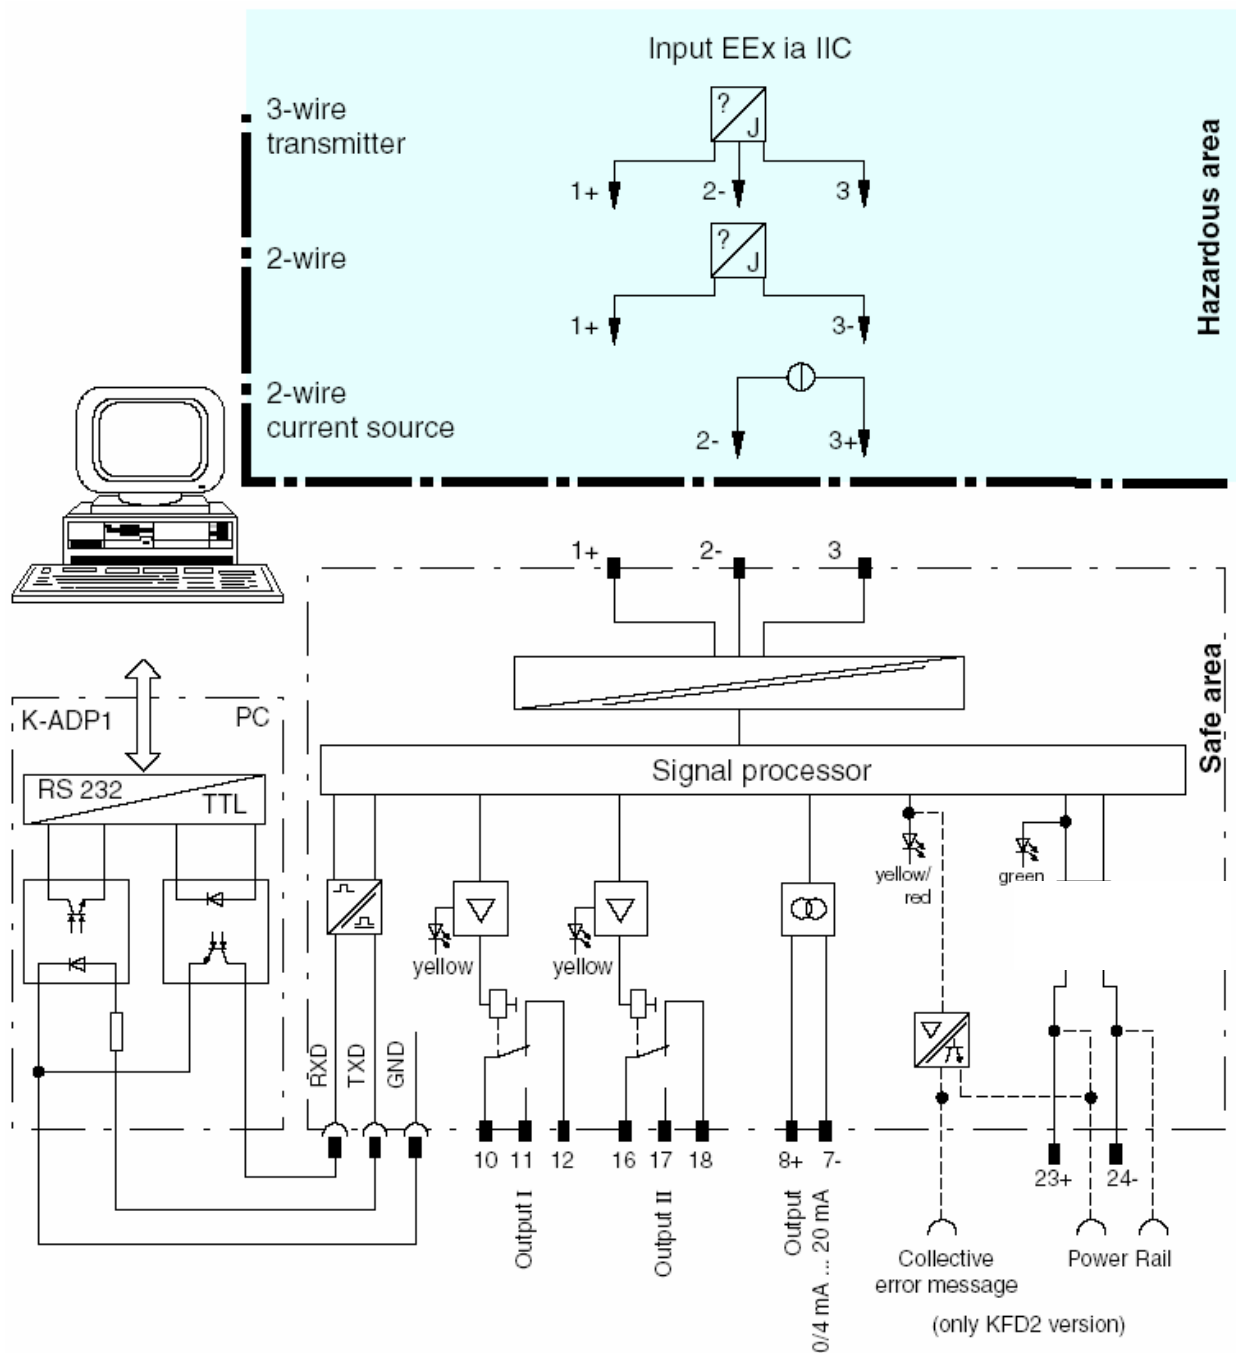 Input EEx ia IIC
3-wire
transmitter
?
J
1+
2-
3
2-wire
?
J
1+
3-
2-wire
current source
2-
3+
Hazardous area
1+
2-
3
Safe area
K-ADP1
PC
RS 232
TTL
Signal processor
yellow
yellow
yellow/
red
green
RXD
TXD
GND
10
11
12
16
17
18
8+
7-
23+
24-
Output I
Output II
Output
0/4 mA ... 20 mA
Collective
error message
Power Rail
(only KFD2 version)